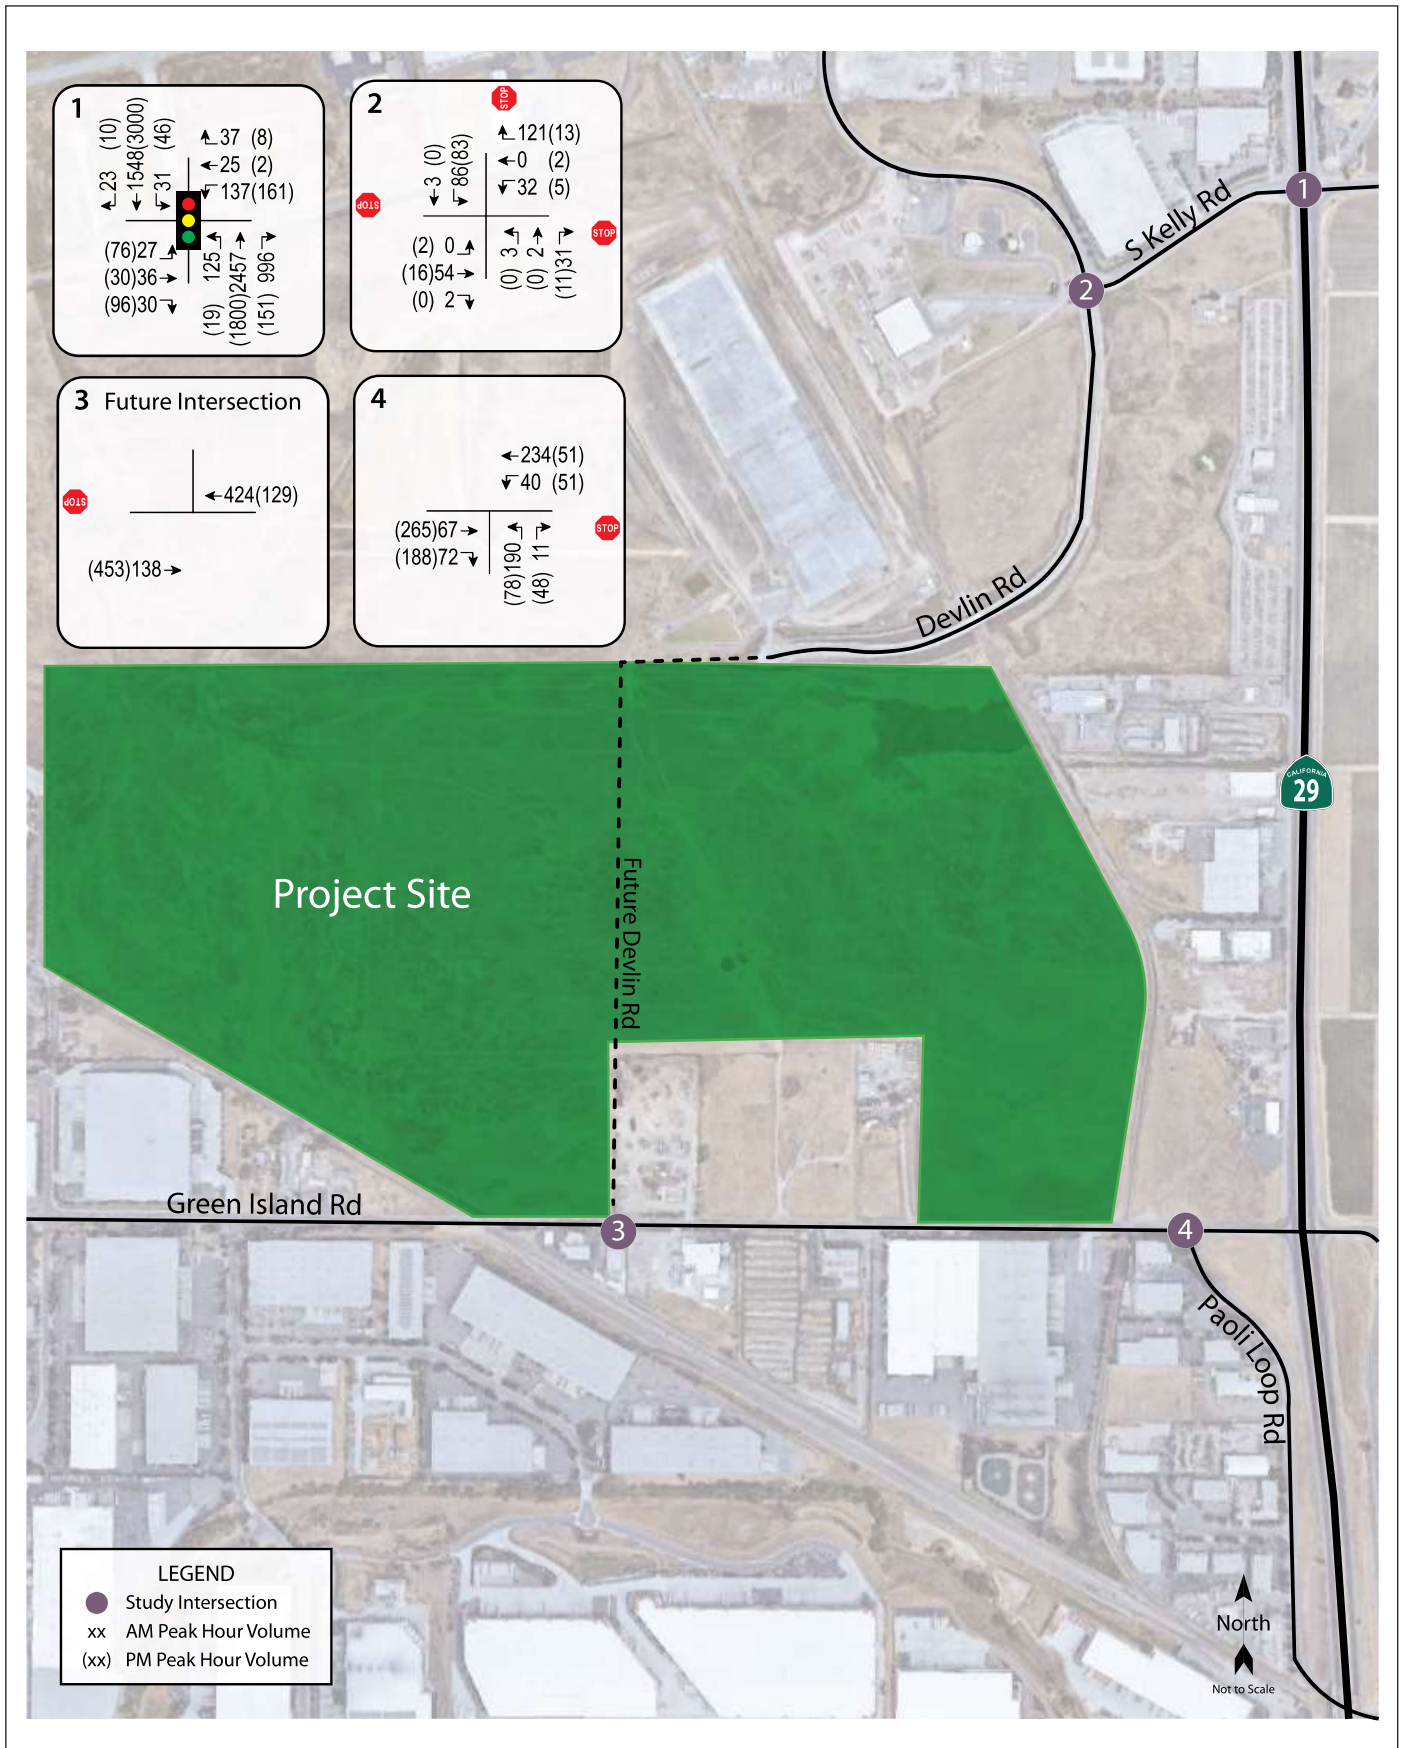 1
23 (10)
1548(3000)
31 (46)
37 (8)
25 (2)
137(161)
(76)27
(30)36
(96)30
(19) 125
(1800)2457
(151) 996
2
STOP
3 (0)
86(83)
121(13)
0 (2)
32 (5)
STOP
STOP
(2) 0
(16)54
(0) 2
(0) 3
(0) 2
(11)31
3 Future Intersection
STOP
424(129)
(453)138
4
234(51)
40 (51)
STOP
(265)67
(188)72
(78)190
(48) 11
1
S Kelly Rd
2
Devlin Rd
CALIFORNIA
29
Project Site
Future Devlin Rd
Green Island Rd
3
4
Paoli Loop Rd
LEGEND
Study Intersection
xx AM Peak Hour Volume
(xx) PM Peak Hour Volume
North
Not to Scale